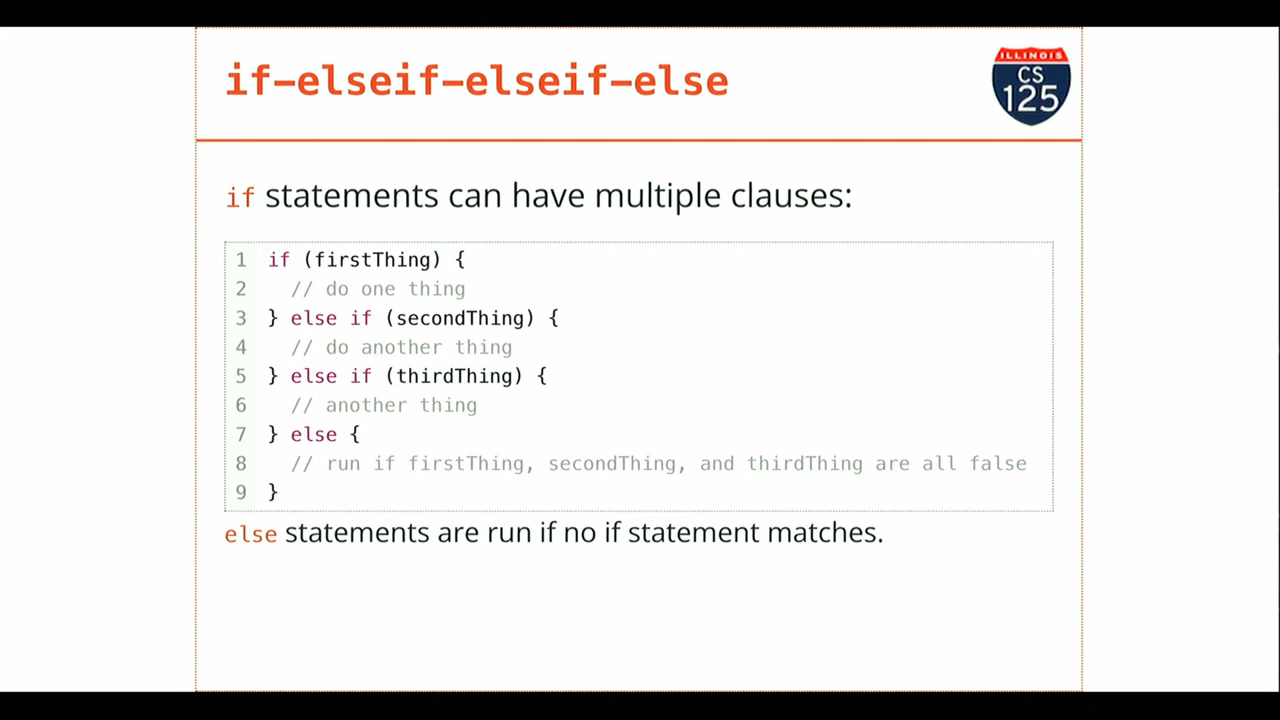 if-elseif-elseif-else
ILLINOIS
CS
125
if statements can have multiple clauses:
1 if (firstThing) {
2   // do one thing
3 } else if (secondThing) {
4   // do another thing
5 } else if (thirdThing) {
6   // another thing
7 } else {
8   // run if firstThing, secondThing, and thirdThing are all false
9 }
else statements are run if no if statement matches.